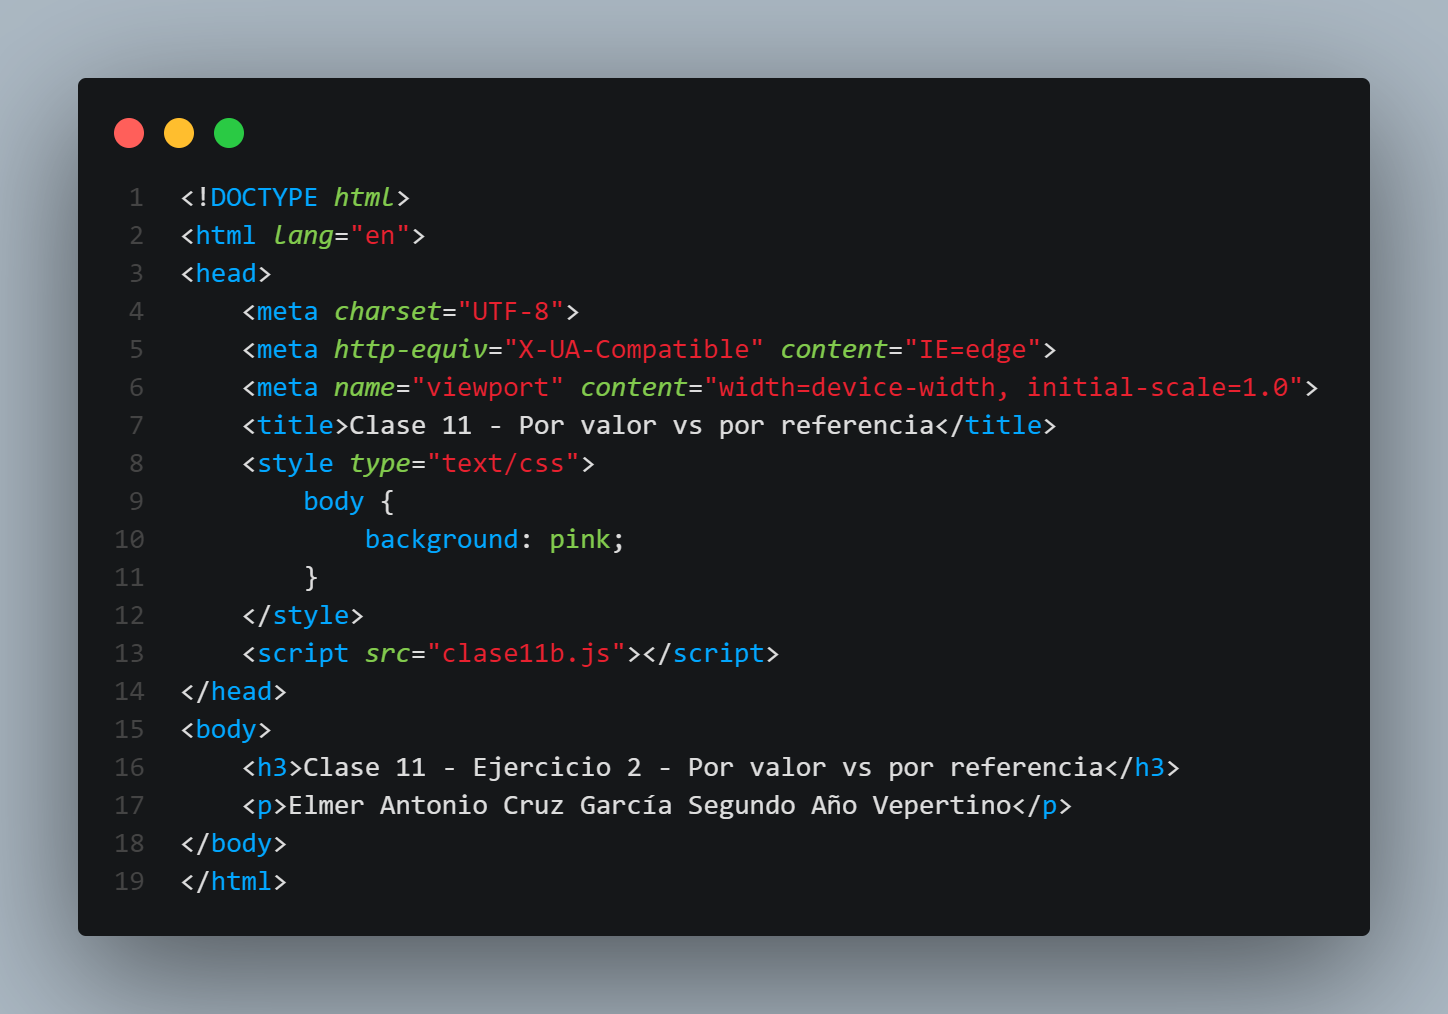 1 <!DOCTYPE html>
2 <html lang="en">
3 <head>
4     <meta charset="UTF-8">
5     <meta http-equiv="X-UA-Compatible" content="IE=edge">
6     <meta name="viewport" content="width=device-width, initial-scale=1.0">
7     <title>Clase 11 - Por valor vs por referencia</title>
8     <style type="text/css">
9         body {
10             background: pink;
11         }
12     </style>
13     <script src="clase11b.js"></script>
14 </head>
15 <body>
16     <h3>Clase 11 - Ejercicio 2 - Por valor vs por referencia</h3>
17     <p>Elmer Antonio Cruz García Segundo Año Vepertino</p>
18 </body>
19 </html>